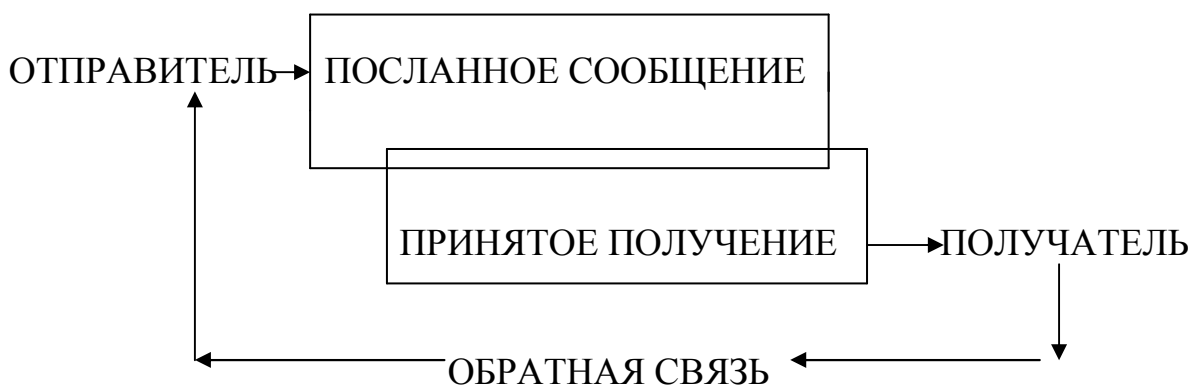 ОТПРАВИТЕЛЬ ПОСЛАННОЕ СООБЩЕНИЕ
ПРИНЯТОЕ ПОЛУЧЕНИЕ ПОЛУЧАТЕЛЬ
ОБРАТНАЯ СВЯЗЬ